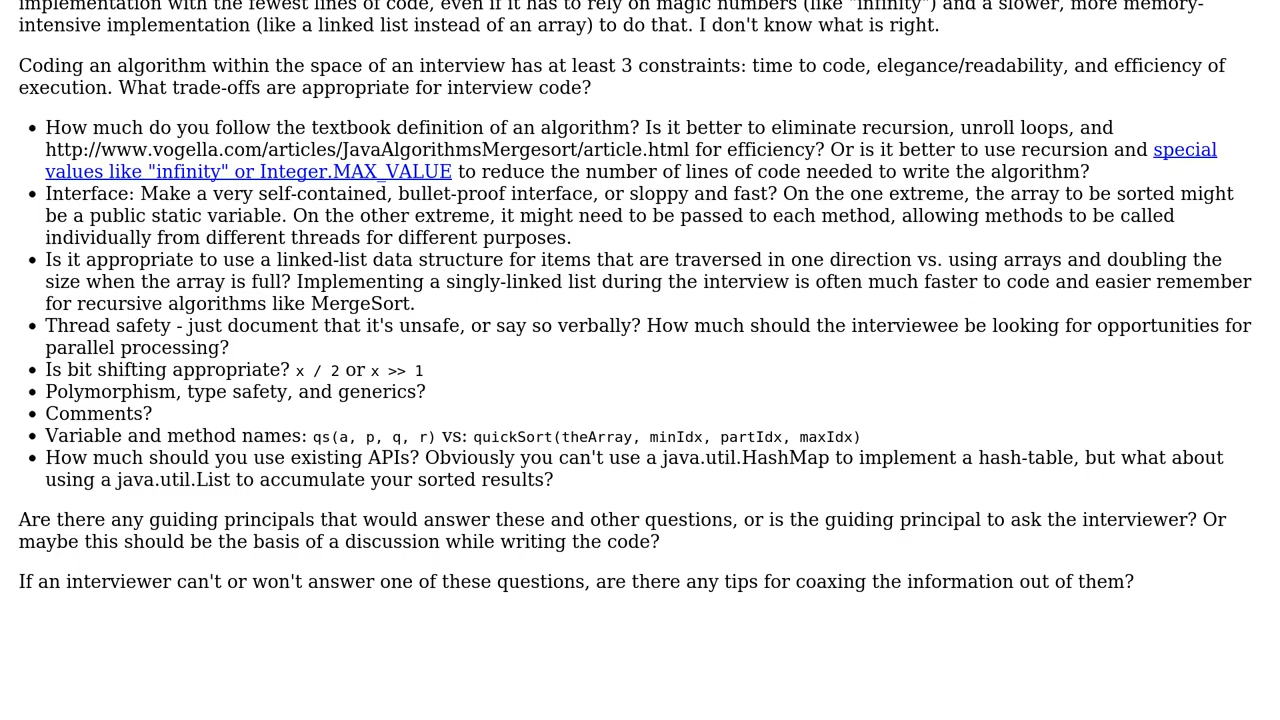 implementation with the fewest lines of code, even if it has to rely on magic numbers (like "infinity") and a slower, more memory-
intensive implementation (like a linked list instead of an array) to do that. I don't know what is right.
Coding an algorithm within the space of an interview has at least 3 constraints: time to code, elegance/readability, and efficiency of
execution. What trade-offs are appropriate for interview code?
• How much do you follow the textbook definition of an algorithm? Is it better to eliminate recursion, unroll loops, and
http://www.vogella.com/articles/JavaAlgorithmsMergesort/article.html for efficiency? Or is it better to use recursion and special
values like "infinity" or Integer.MAX_VALUE to reduce the number of lines of code needed to write the algorithm?
• Interface: Make a very self-contained, bullet-proof interface, or sloppy and fast? On the one extreme, the array to be sorted might
be a public static variable. On the other extreme, it might need to be passed to each method, allowing methods to be called
individually from different threads for different purposes.
• Is it appropriate to use a linked-list data structure for items that are traversed in one direction vs. using arrays and doubling the
size when the array is full? Implementing a singly-linked list during the interview is often much faster to code and easier remember
for recursive algorithms like MergeSort.
• Thread safety - just document that it's unsafe, or say so verbally? How much should the interviewee be looking for opportunities for
parallel processing?
• Is bit shifting appropriate? x / 2 or x >> 1
• Polymorphism, type safety, and generics?
• Comments?
• Variable and method names: qs(a, p, q, r) vs: quickSort(theArray, minIdx, partIdx, maxIdx)
• How much should you use existing APIs? Obviously you can't use a java.util.HashMap to implement a hash-table, but what about
using a java.util.List to accumulate your sorted results?
Are there any guiding principals that would answer these and other questions, or is the guiding principal to ask the interviewer? Or
maybe this should be the basis of a discussion while writing the code?
If an interviewer can't or won't answer one of these questions, are there any tips for coaxing the information out of them?